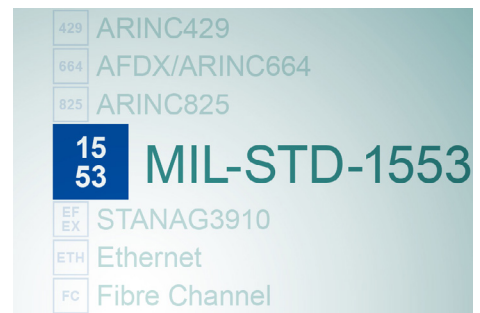 429 ARINC429
664 AFDX/ARINC664
825 ARINC825
15
53 MIL-STD-1553
EF
EX STANAG3910
ETH Ethernet
FC Fibre Channel